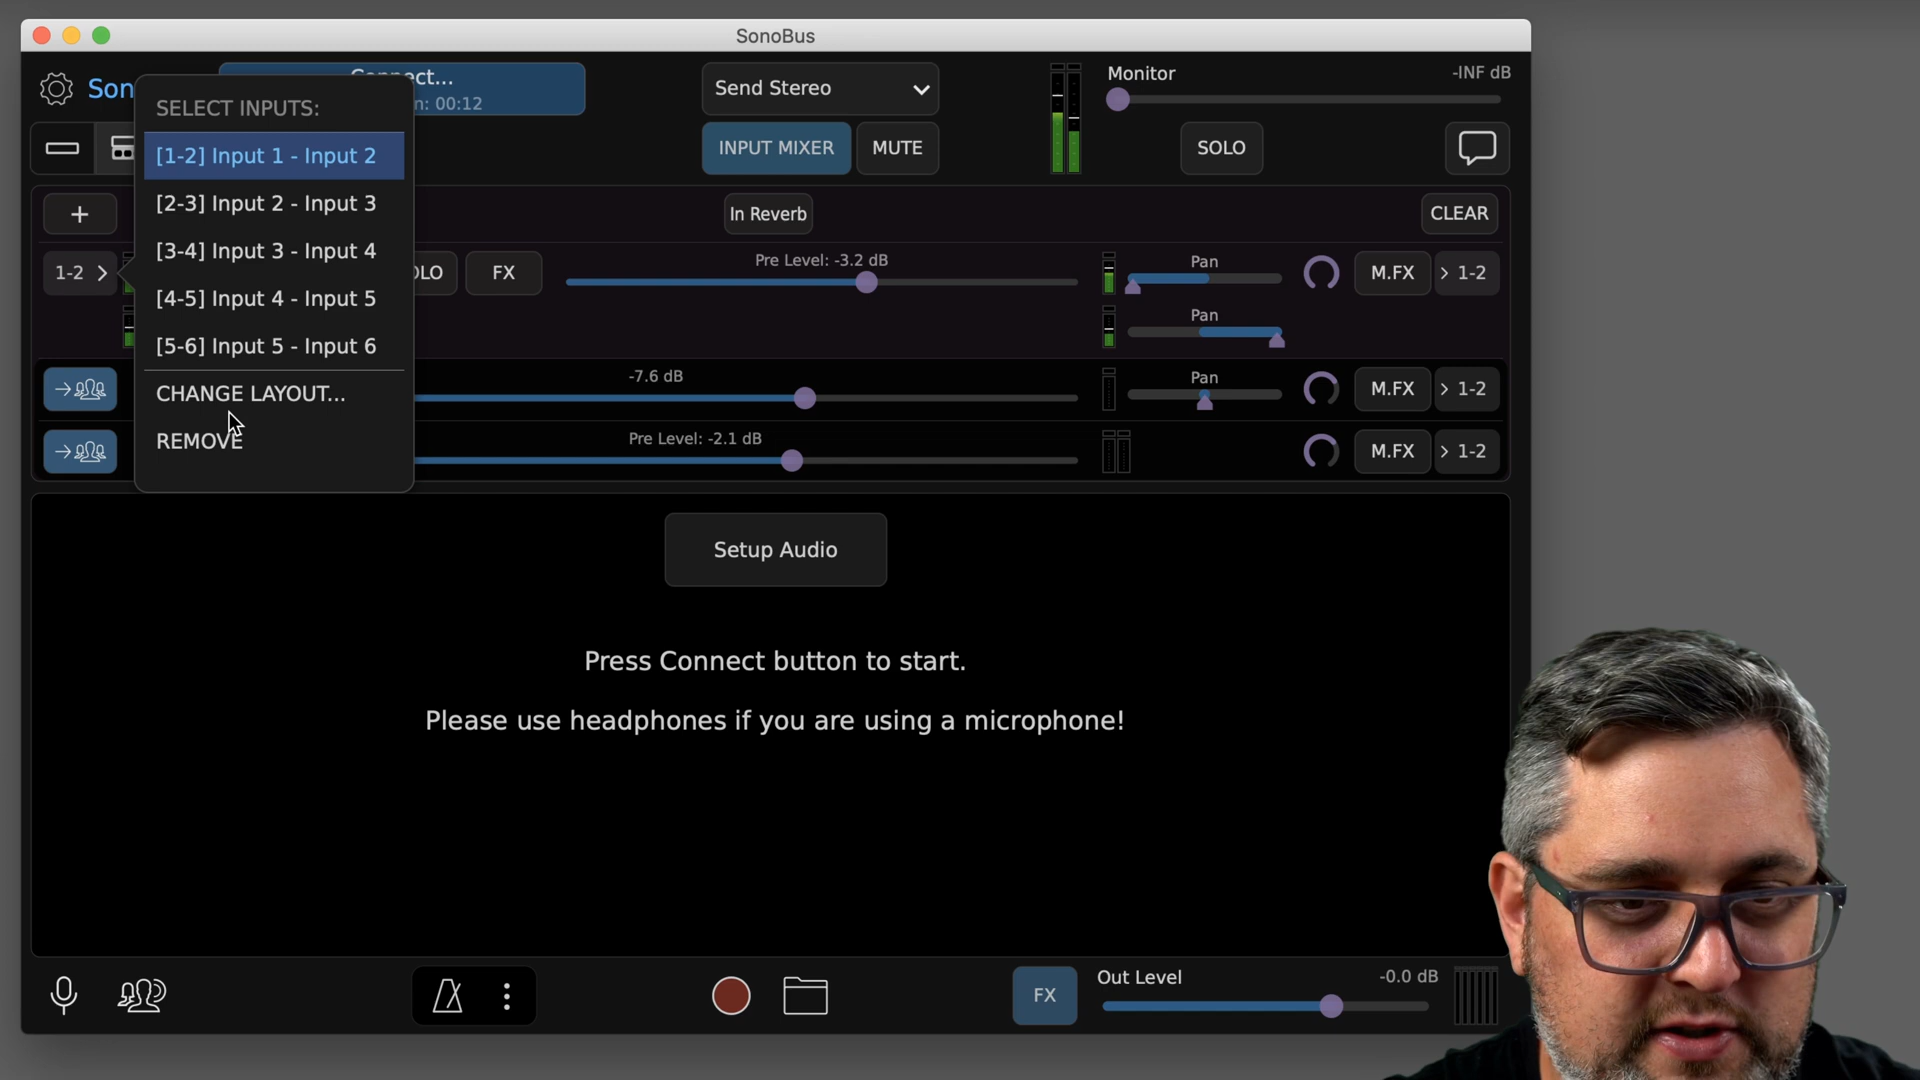 SonoBus
Son
SELECT INPUTS:
[1-2] Input 1 - Input 2
[2-3] Input 2 - Input 3
[3-4] Input 3 - Input 4
[4-5] Input 4 - Input 5
[5-6] Input 5 - Input 6
CHANGE LAYOUT...
REMOVE
Connect...
n: 00:12
Send Stereo
INPUT MIXER
MUTE
Monitor
-INF dB
SOLO
+
In Reverb
CLEAR
1-2 >
OLO
FX
Pre Level: -3.2 dB
Pan
M.FX
> 1-2
Pan
-7.6 dB
Pan
M.FX
> 1-2
Pre Level: -2.1 dB
M.FX
> 1-2
Setup Audio
Press Connect button to start.
Please use headphones if you are using a microphone!
FX
Out Level
-0.0 dB